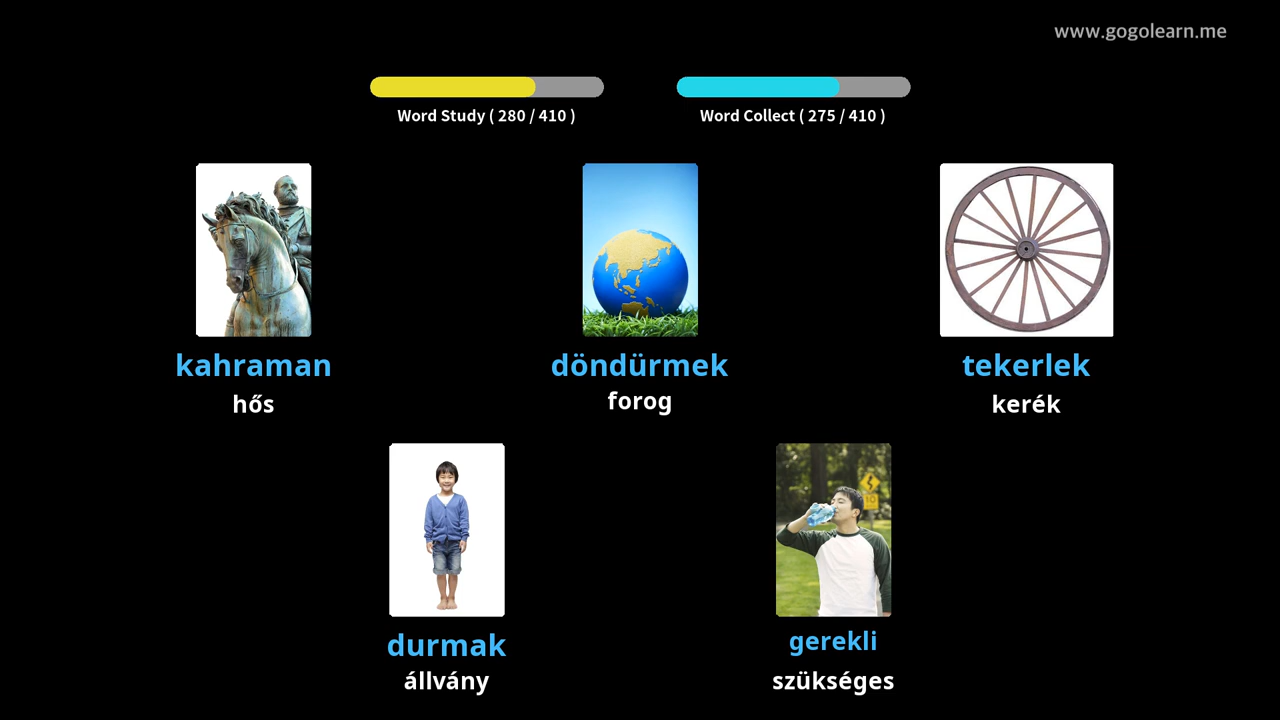 www.gogolearn.me
Word Study ( 280 / 410 )
Word Collect ( 275 / 410 )
kahraman
hős
döndürmek
forog
tekerlek
kerék
durmak
állvány
gerekli
szükséges